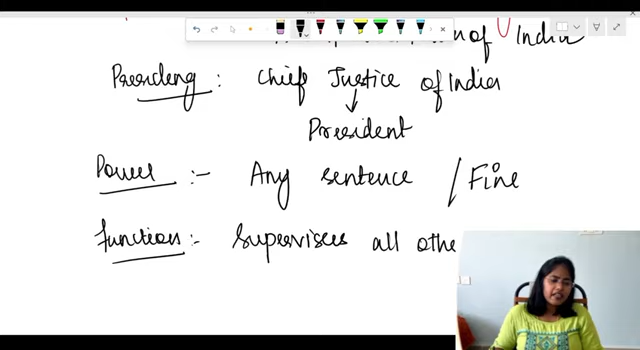 of India
Presiding : Chief Justice of India
President
Power :- Any sentence / Fine
Function :- Supervises all othe